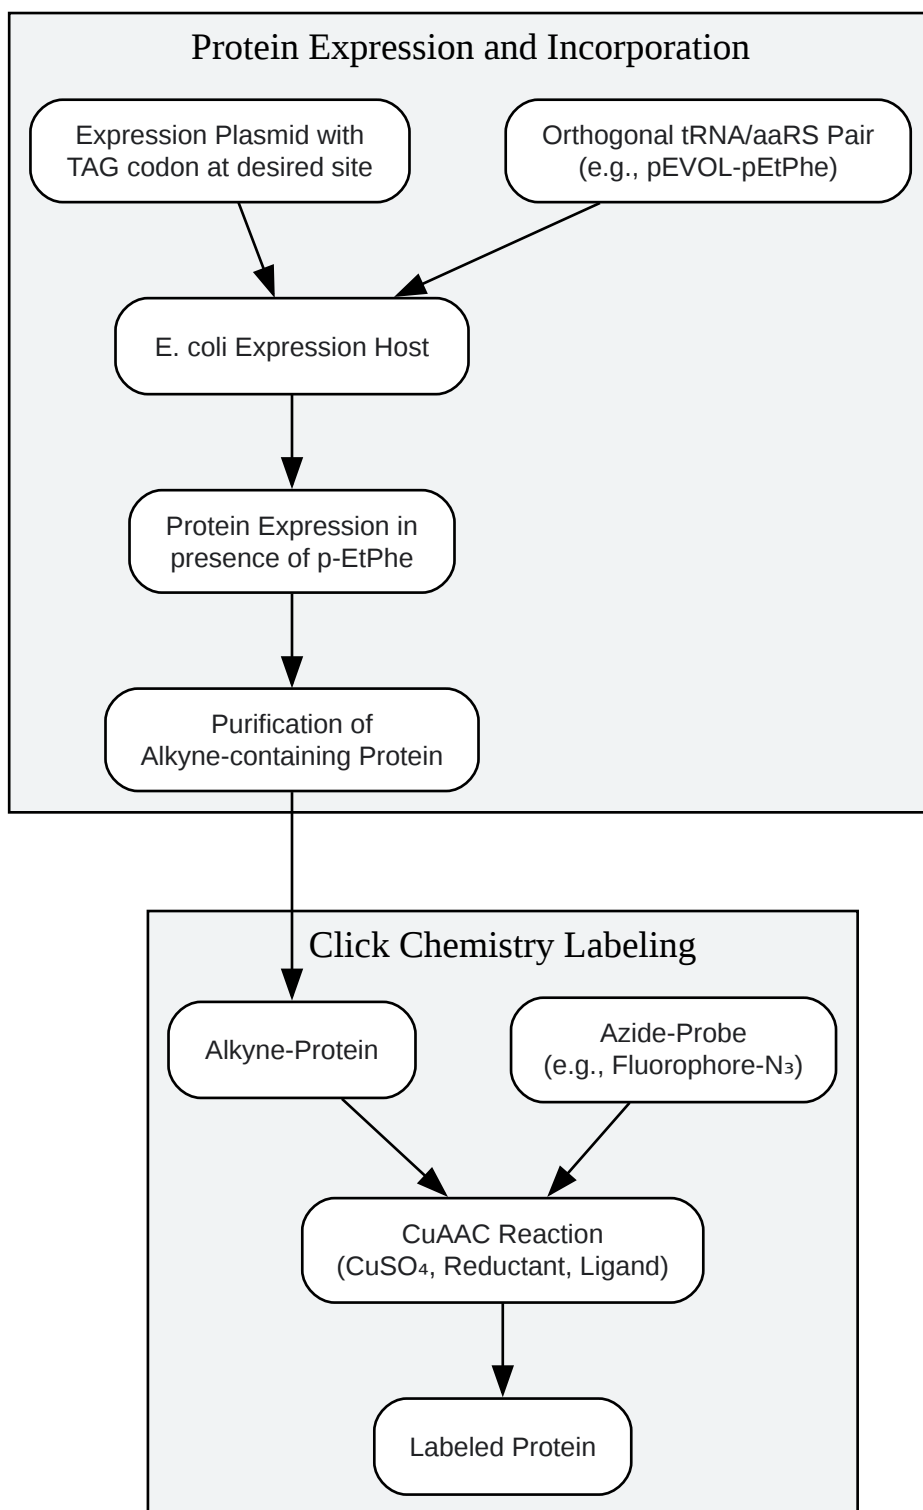 Protein Expression and Incorporation
Expression Plasmid with
TAG codon at desired site
Orthogonal tRNA/aaRS Pair
(e.g., pEVOL-pEtPhe)
E. coli Expression Host
Protein Expression in
presence of p-EtPhe
Purification of
Alkyne-containing Protein
Click Chemistry Labeling
Alkyne-Protein
Azide-Probe
(e.g., Fluorophore-N₃)
CuAAC Reaction
(CuSO₄, Reductant, Ligand)
Labeled Protein